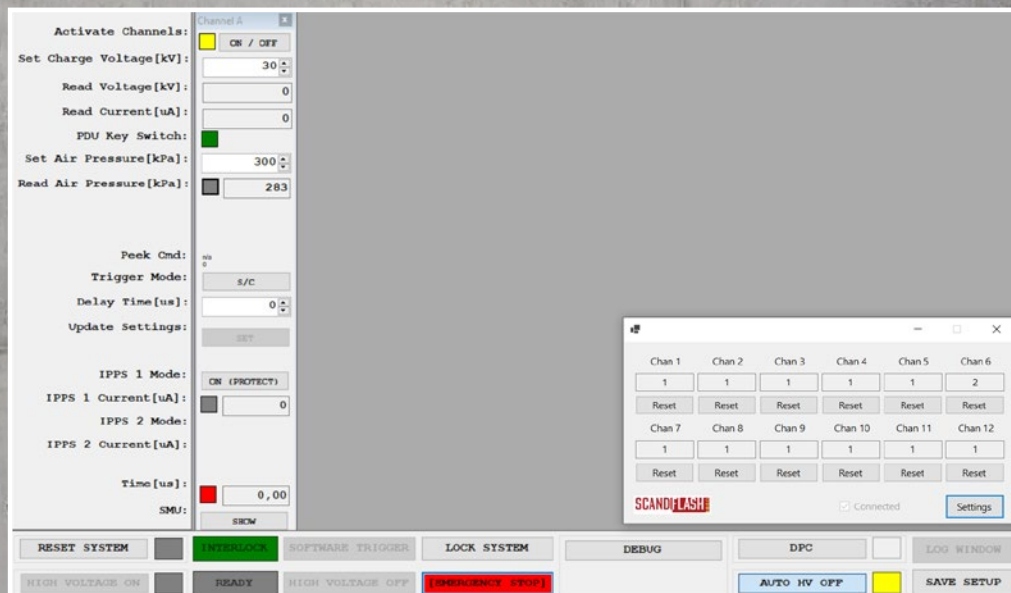 Channel A
Activate Channels: ON / OFF
Set Charge Voltage[kV]: 30
Read Voltage[kV]: 0
Read Current[uA]: 0
PDU Key Switch:
Set Air Pressure[kPa]: 300
Read Air Pressure[kPa]: 283
Peek Cmd: n/a
0
Trigger Mode: S/C
Delay Time[us]: 0
Update Settings: SET
IPPS 1 Mode: ON (PROTECT)
IPPS 1 Current[uA]: 0
IPPS 2 Mode:
IPPS 2 Current[uA]:
Time[us]: 0,00
SMU: SHOW
Chan 1 Chan 2 Chan 3 Chan 4 Chan 5 Chan 6
1 1 1 1 1 2
Reset Reset Reset Reset Reset Reset
Chan 7 Chan 8 Chan 9 Chan 10 Chan 11 Chan 12
1 1 1 1 1 1
Reset Reset Reset Reset Reset Reset
SCANDIFLASH Connected Settings
RESET SYSTEM INTERLOCK SOFTWARE TRIGGER LOCK SYSTEM DEBUG DPC LOG WINDOW
HIGH VOLTAGE ON READY HIGH VOLTAGE OFF [EMERGENCY STOP] AUTO HV OFF SAVE SETUP